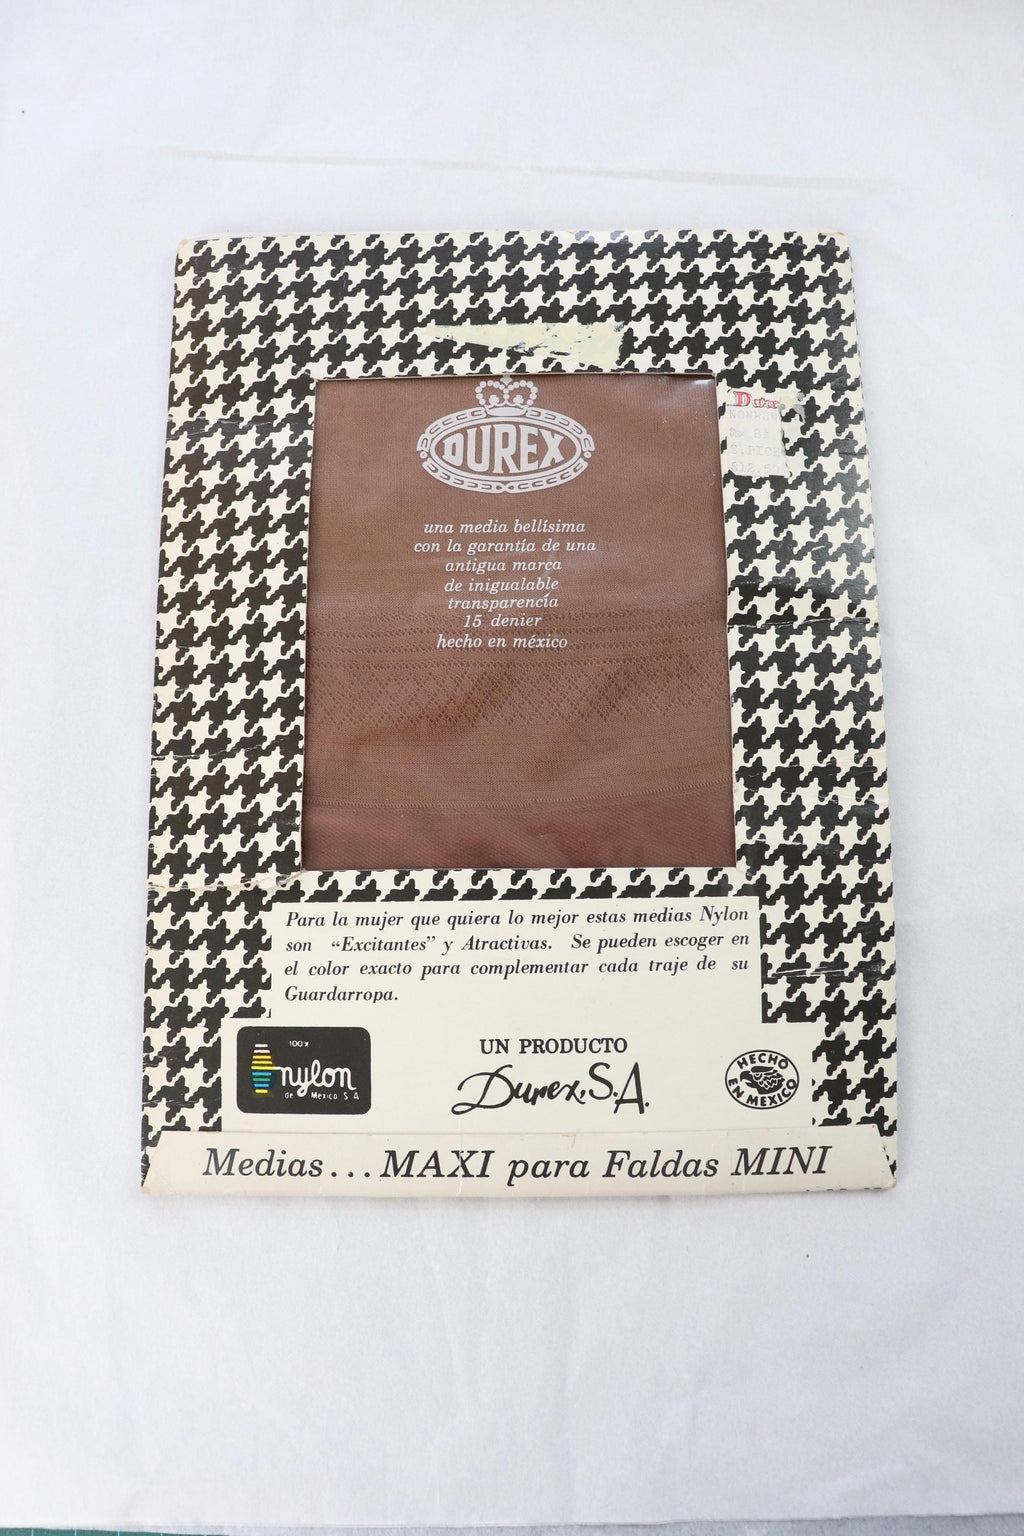 DUREX
una media bellísima
con la garantía de una
antigua marca
de inigualable
transparencia
15 denier
hecho en méxico
Para la mujer que quiera lo mejor estas medias Nylon
son “Excitantes” y Atractivas. Se pueden escoger en
el color exacto para complementar cada traje de su
Guardarropa.
100%
nylon
de Mexico S A
UN PRODUCTO
Durex, S.A.
HECHO
EN MEXICO
Medias... MAXI para Faldas MINI